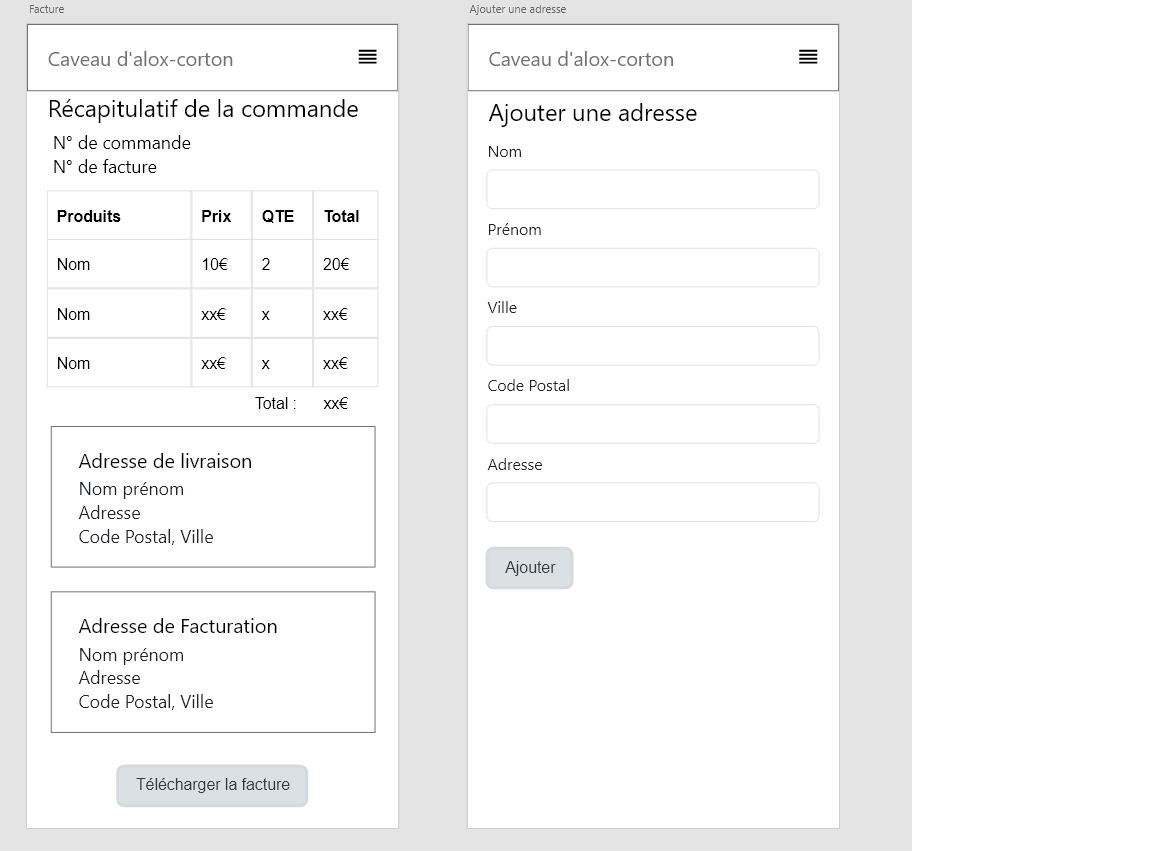 Facture
Caveau d'alox-corton
Récapitulatif de la commande
N° de commande
N° de facture
Produits Prix QTE Total
Nom 10€ 2 20€
Nom xx€ x xx€
Nom xx€ x xx€
Total : xx€
Adresse de livraison
Nom prénom
Adresse
Code Postal, Ville
Adresse de Facturation
Nom prénom
Adresse
Code Postal, Ville
Télécharger la facture
Ajouter une adresse
Caveau d'alox-corton
Ajouter une adresse
Nom
Prénom
Ville
Code Postal
Adresse
Ajouter